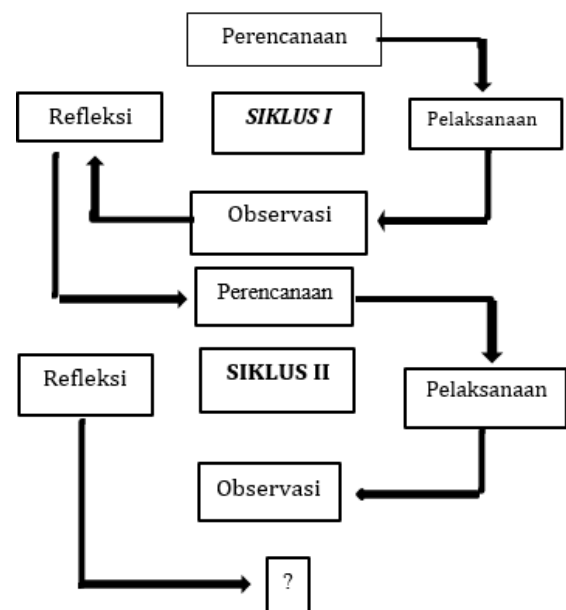 Perencanaan
Refleksi
SIKLUS I
Pelaksanaan
Observasi
Perencanaan
Refleksi
SIKLUS II
Pelaksanaan
Observasi
?